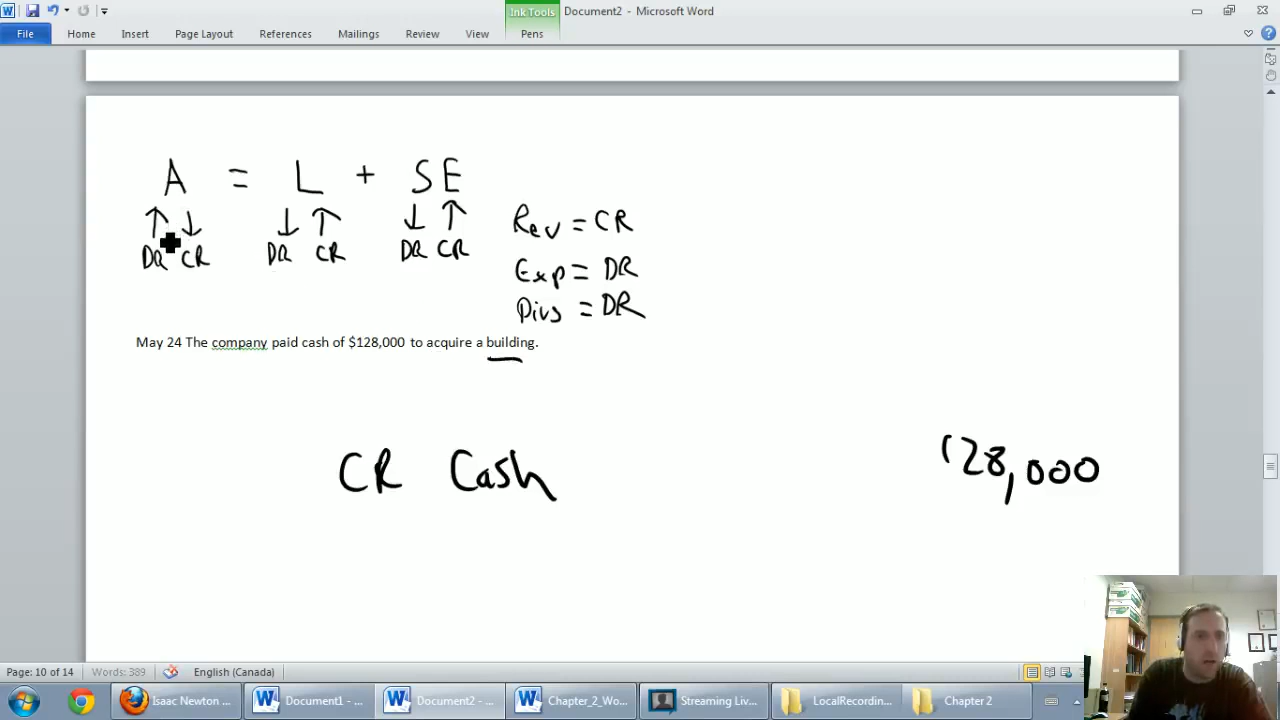 Ink Tools
Document2 - Microsoft Word
File Home Insert Page Layout References Mailings Review View Pens
A = L + SE
DR CR DR CR DR CR
Rev = CR
Exp = DR
Divs = DR
May 24 The company paid cash of $128,000 to acquire a building.
CR Cash 128,000
Page: 10 of 14 Words: 389 English (Canada)
Isaac Newton ... Document1 - ... Document2 - ... Chapter_2_Wo... Streaming Liv... LocalRecordin... Chapter 2